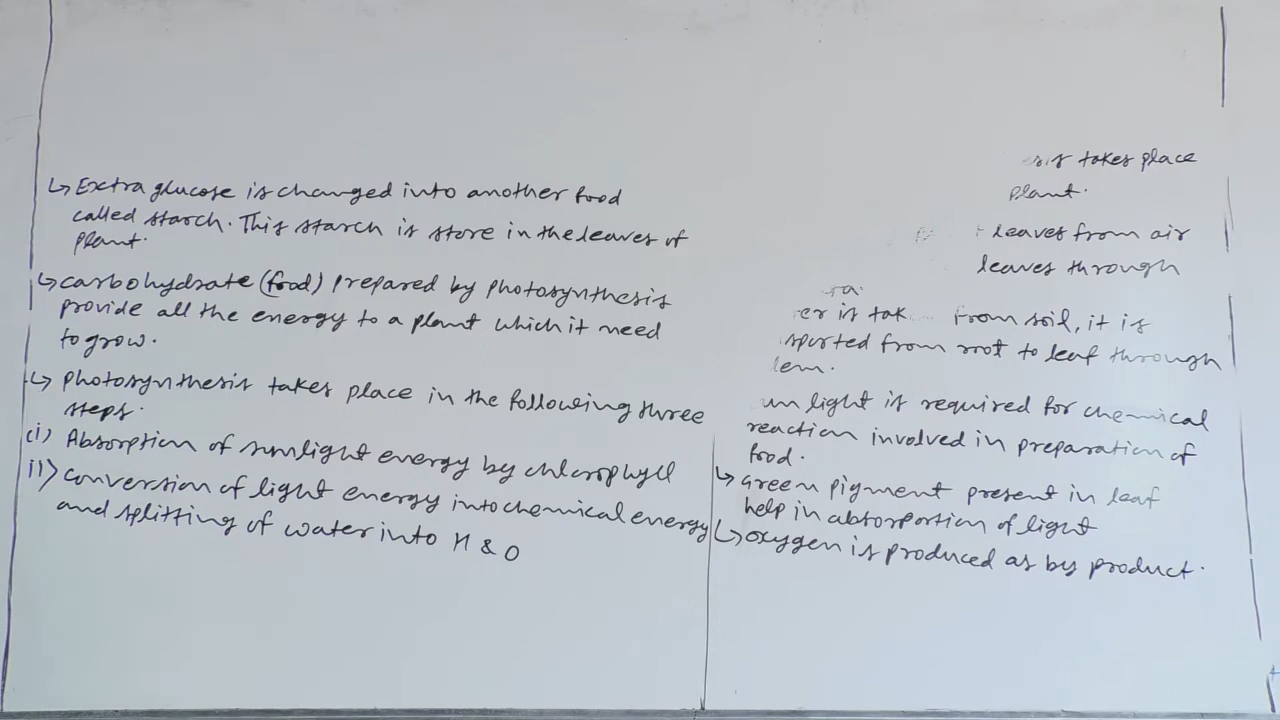 ↳ Extra glucose is changed into another food
called starch. This starch is store in the leaves of
plant.
↳ carbohydrate (food) prepared by photosynthesis
provide all the energy to a plant which it need
to grow.
↳ photosynthesis takes place in the following three
steps.
(i) Absorption of sunlight energy by chlorophyll
ii) conversion of light energy into chemical energy
and splitting of water into H & O
takes place
plant.
leaves from air
leaves through
er is tak from soil, it is
sported from root to leaf through
lem.
un light is required for chemical
reaction involved in preparation of
food.
↳ Green pigment present in leaf
help in absorportion of light
↳ oxygen is produced as by product.